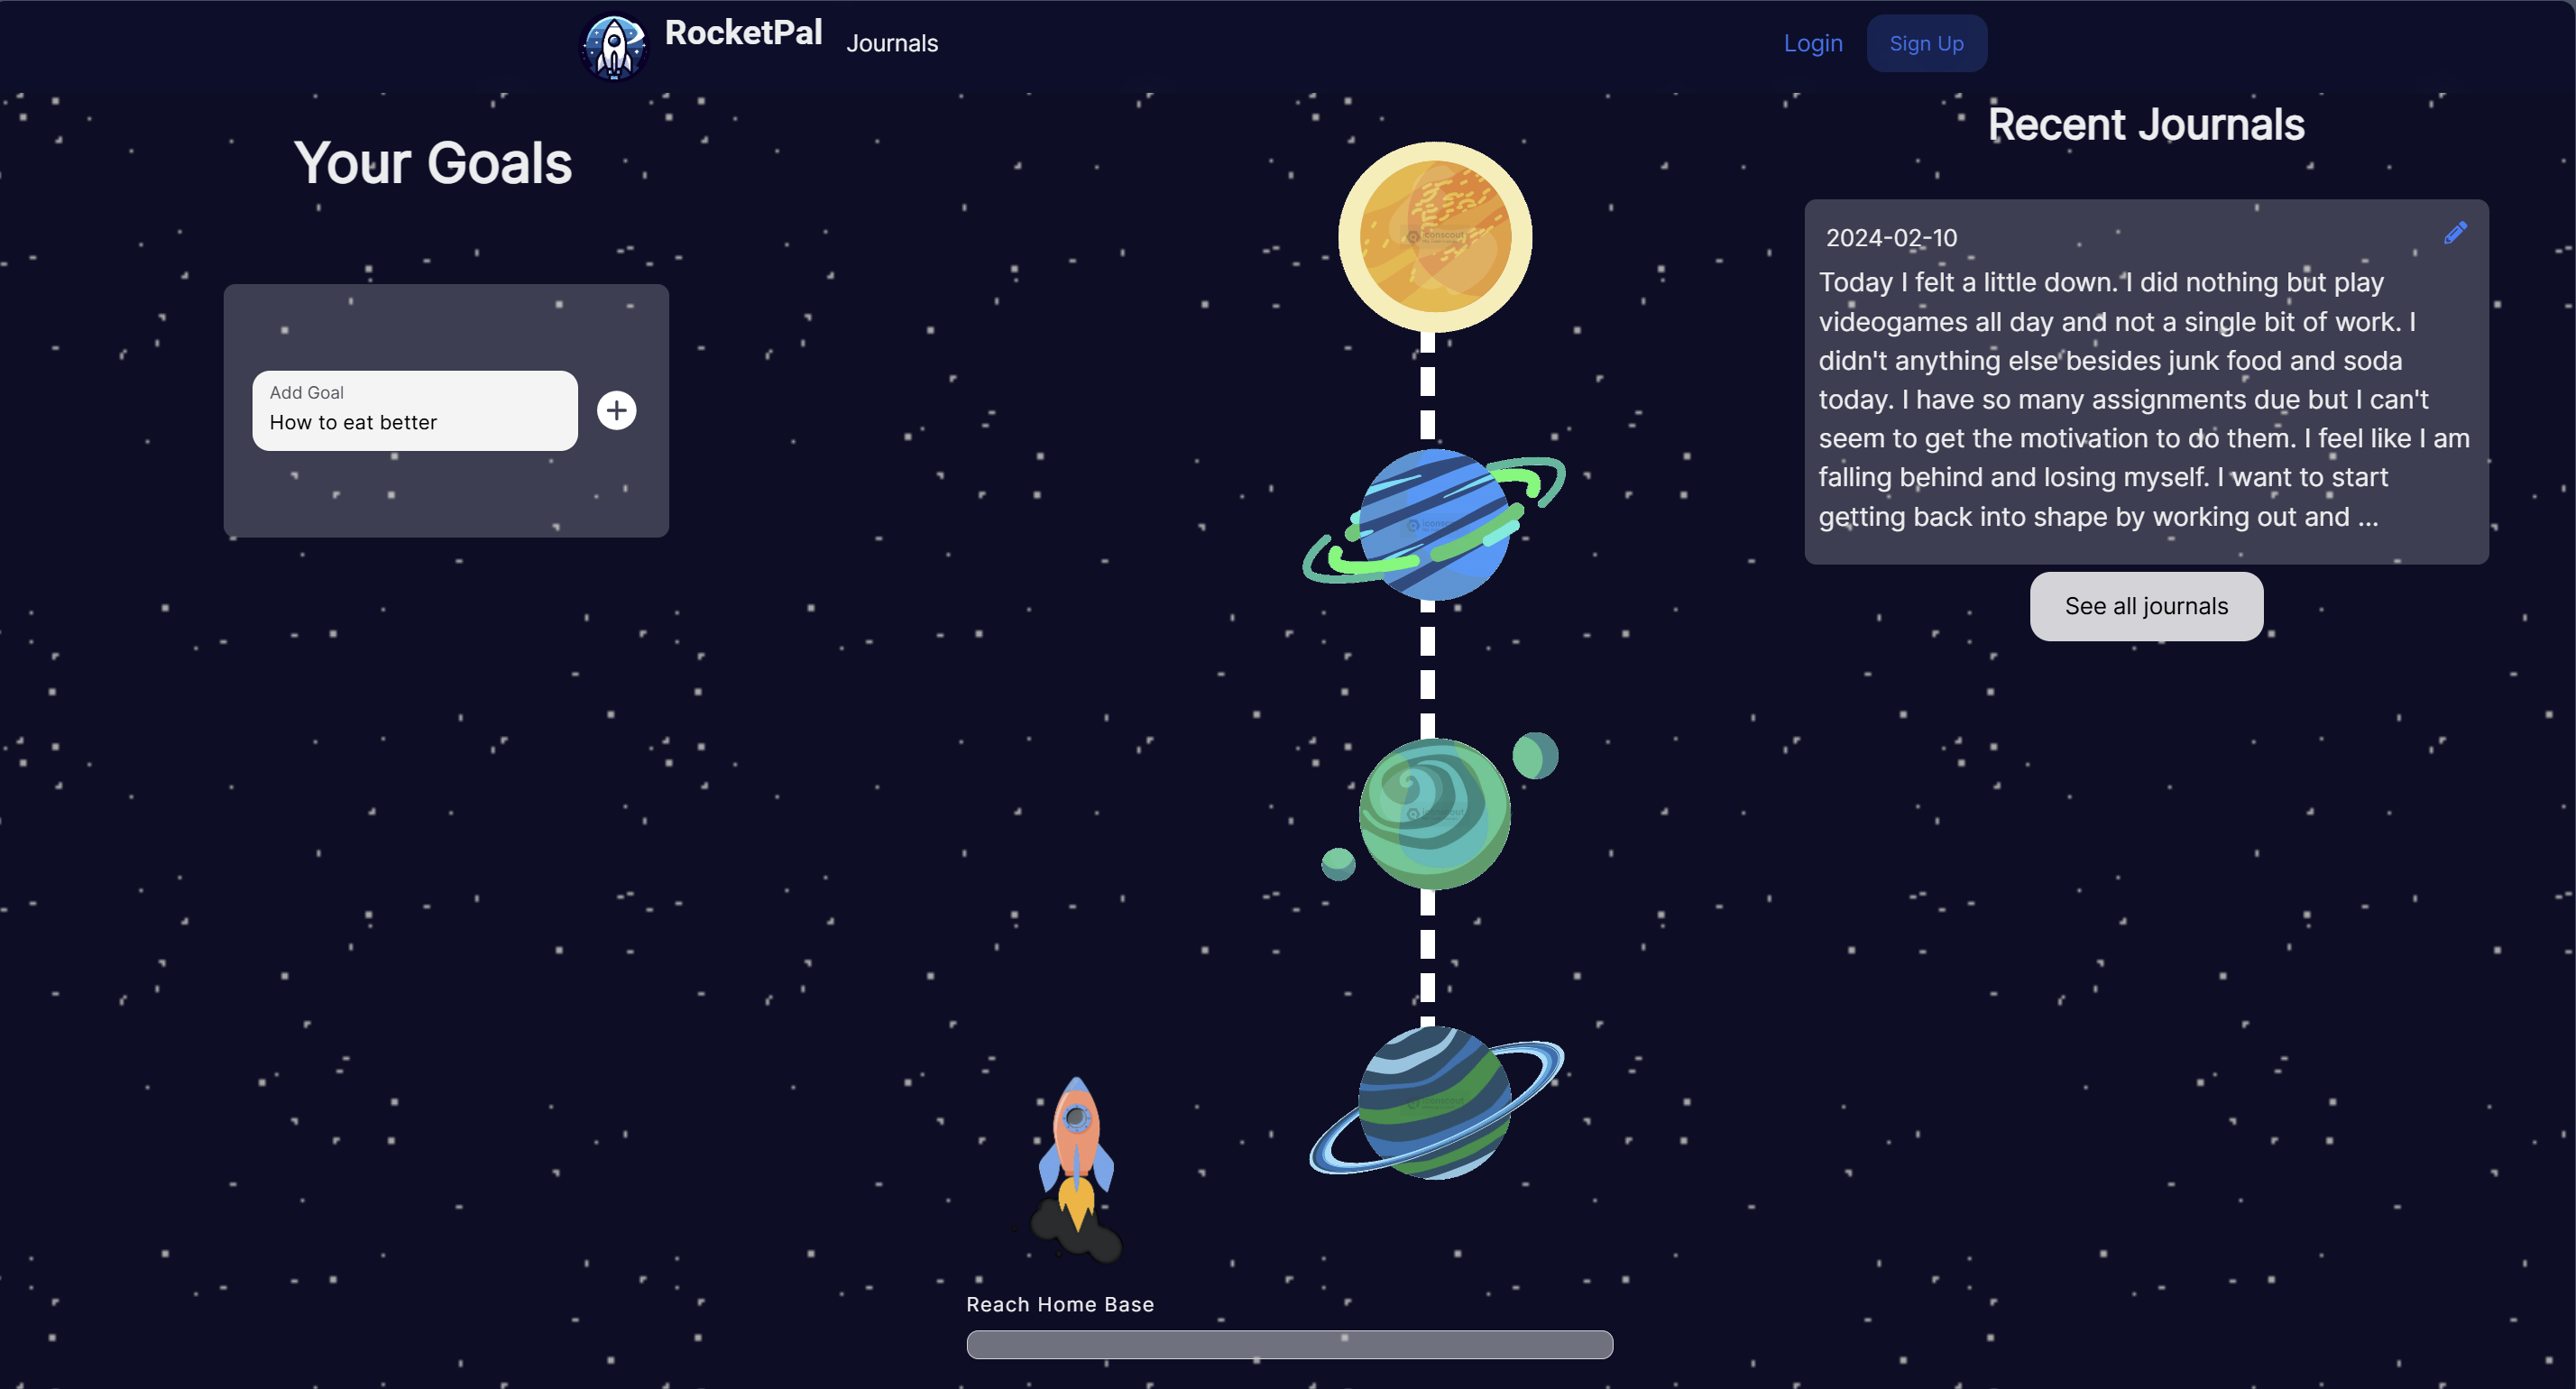 RocketPal
Journals
Login
Sign Up
Your Goals
Add Goal
How to eat better
Recent Journals
2024-02-10
Today I felt a little down. I did nothing but play
videogames all day and not a single bit of work. I
didn't anything else besides junk food and soda
today. I have so many assignments due but I can't
seem to get the motivation to do them. I feel like I am
falling behind and losing myself. I want to start
getting back into shape by working out and ...
See all journals
iconscout
iconscout
iconscout
iconscout
Reach Home Base